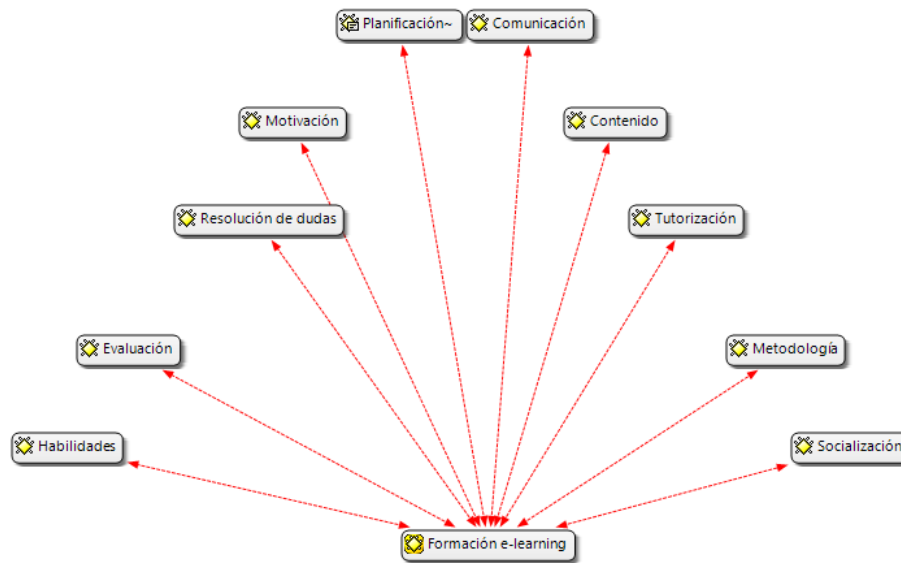 Planificación~
Comunicación
Motivación
Contenido
Resolución de dudas
Tutorización
Evaluación
Metodología
Habilidades
Socialización
Formación e-learning